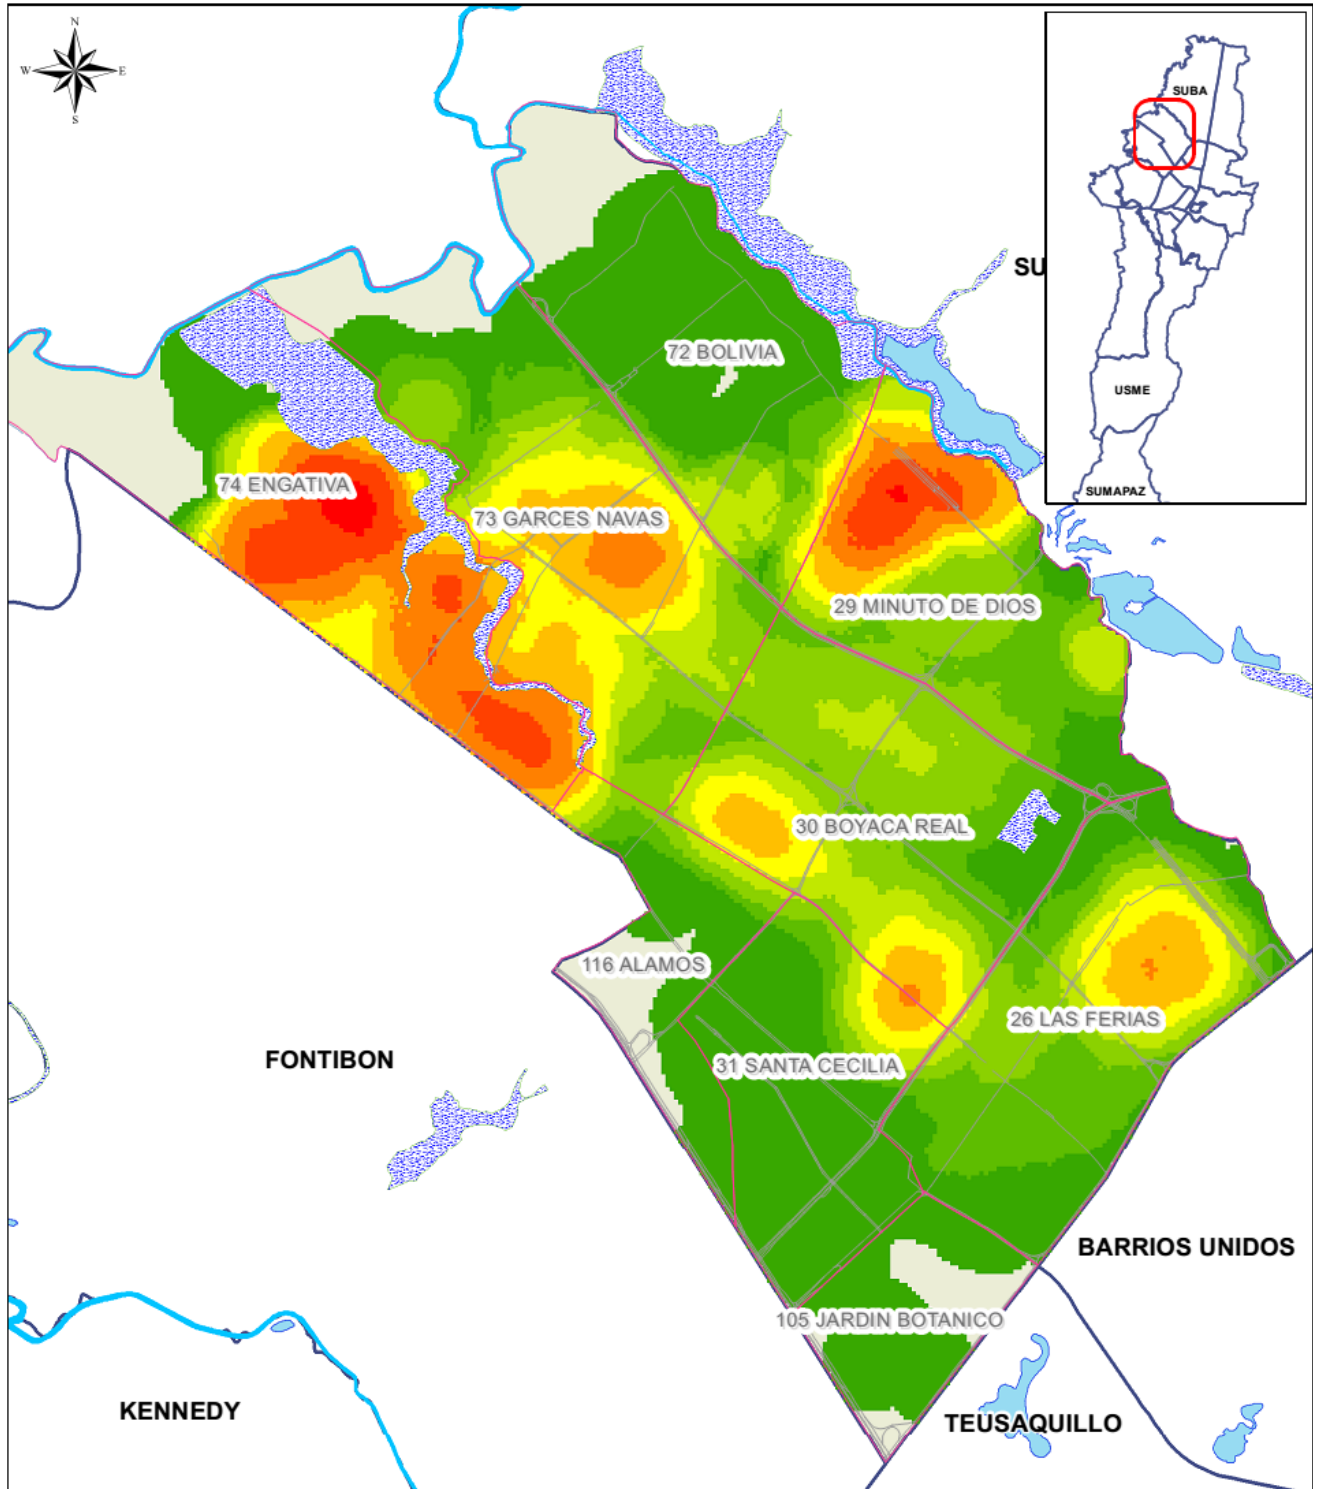 N
W E
S
SUBA
SU
72 BOLIVIA
USME
74 ENGATIVA
SUMAPAZ
73 GARCES NAVAS
29 MINUTO DE DIOS
30 BOYACA REAL
116 ALAMOS
26 LAS FERIAS
FONTIBON
31 SANTA CECILIA
BARRIOS UNIDOS
105 JARDIN BOTANICO
KENNEDY
TEUSAQUILLO